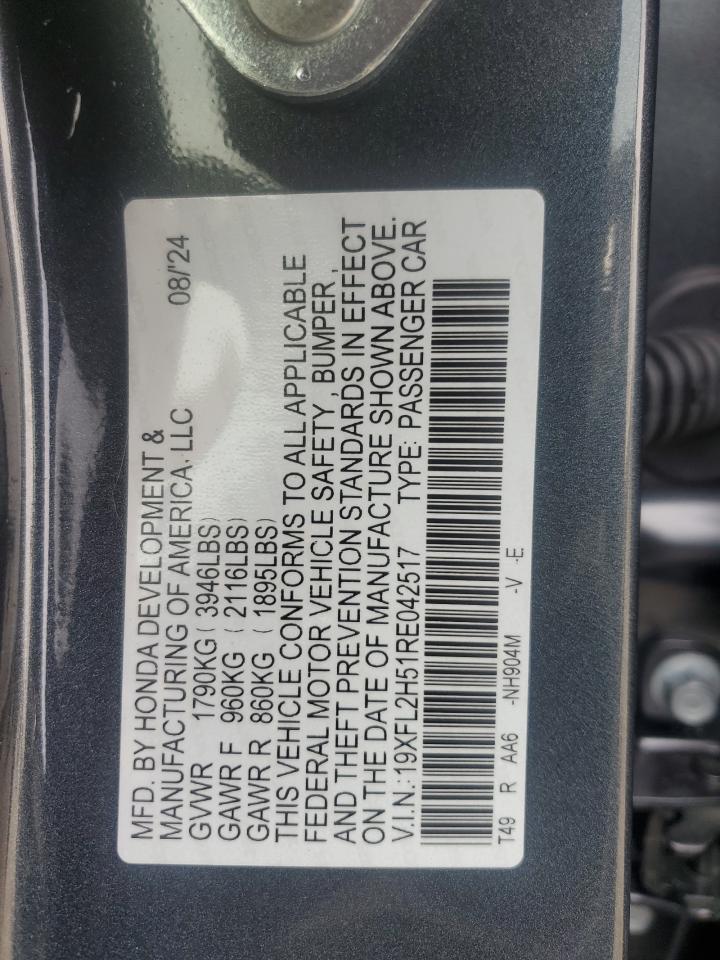 MFD. BY HONDA DEVELOPMENT &
MANUFACTURING OF AMERICA, LLC 08/'24
GVWR 1790KG ( 3946LBS)
GAWR F 960KG ( 2116LBS)
GAWR R 860KG ( 1895LBS)
THIS VEHICLE CONFORMS TO ALL APPLICABLE
FEDERAL MOTOR VEHICLE SAFETY , BUMPER ,
AND THEFT PREVENTION STANDARDS IN EFFECT
ON THE DATE OF MANUFACTURE SHOWN ABOVE.
V.I.N.:19XFL2H51RE042517 TYPE: PASSENGER CAR
T49 R AA6 -NH904M -V -E